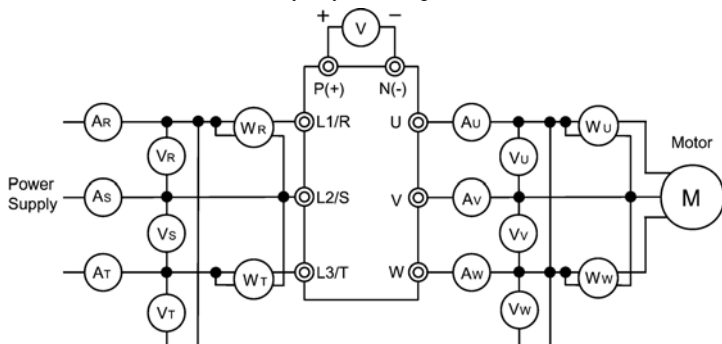 + V −
P(+) N(-)
AR WR L1/R U AU WU Motor
VR VU
Power
Supply
AS L2/S V AV M
VS VV
AT WT L3/T W AW WW
VT VW